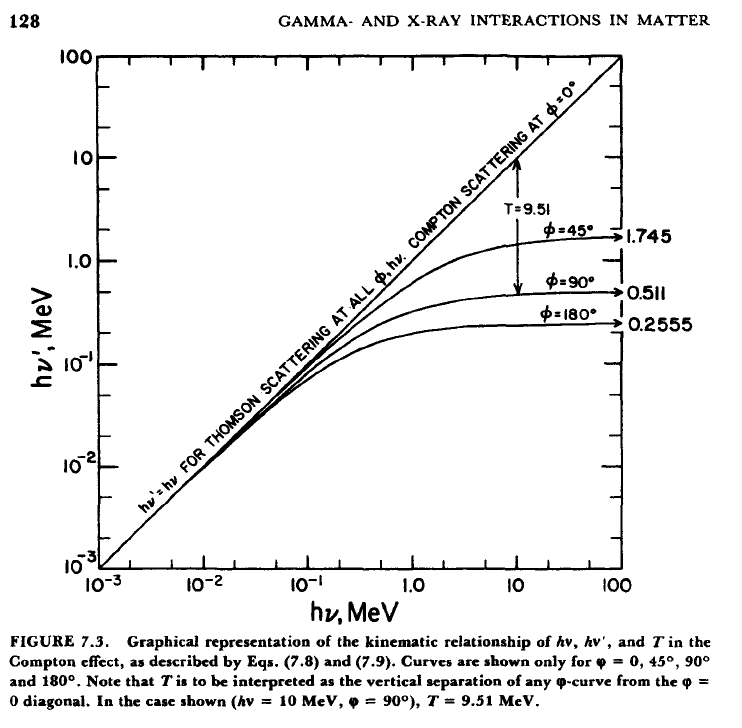 128 GAMMA- AND X-RAY INTERACTIONS IN MATTER
100
10
1.0
10⁻¹
10⁻²
10⁻³
hν', MeV
hν'=hν FOR THOMSON SCATTERING AT ALL ϕ,hν. COMPTON SCATTERING AT ϕ=0°
T=9.51
ϕ=45°
1.745
ϕ=90°
0.511
ϕ=180°
0.2555
10⁻³ 10⁻² 10⁻¹ 1.0 10 100
hν, MeV
FIGURE 7.3. Graphical representation of the kinematic relationship of hν, hν', and T in the
Compton effect, as described by Eqs. (7.8) and (7.9). Curves are shown only for φ = 0, 45°, 90°
and 180°. Note that T is to be interpreted as the vertical separation of any φ-curve from the φ =
0 diagonal. In the case shown (hν = 10 MeV, φ = 90°), T = 9.51 MeV.